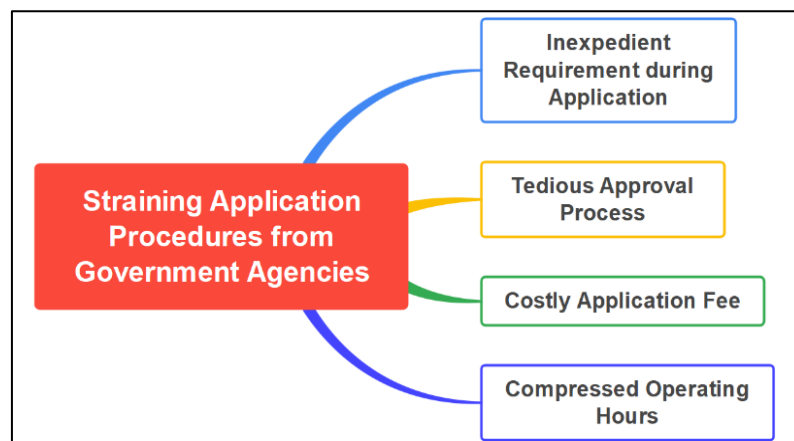 Straining Application
Procedures from
Government Agencies
Inexpedient
Requirement during
Application
Tedious Approval
Process
Costly Application Fee
Compressed Operating
Hours